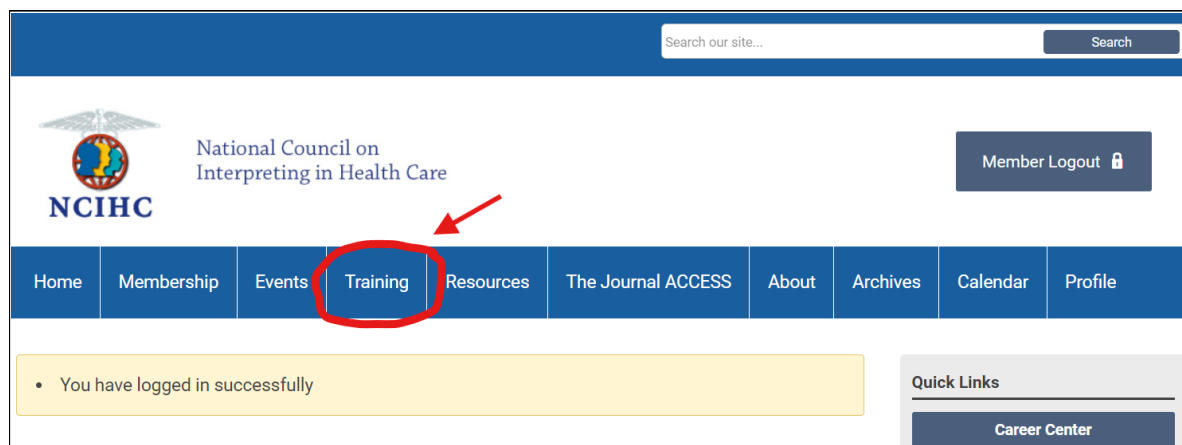 Search our site...
Search
National Council on
Interpreting in Health Care
NCIHC
Member Logout
Home
Membership
Events
Training
Resources
The Journal ACCESS
About
Archives
Calendar
Profile
• You have logged in successfully
Quick Links
Career Center